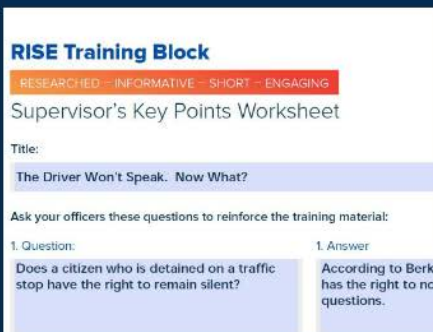 RISE Training Block
RESEARCHED – INFORMATIVE – SHORT – ENGAGING
Supervisor's Key Points Worksheet
Title:
The Driver Won't Speak. Now What?
Ask your officers these questions to reinforce the training material:
1. Question:
Does a citizen who is detained on a traffic
stop have the right to remain silent?
1. Answer
According to
has the right to
questions.